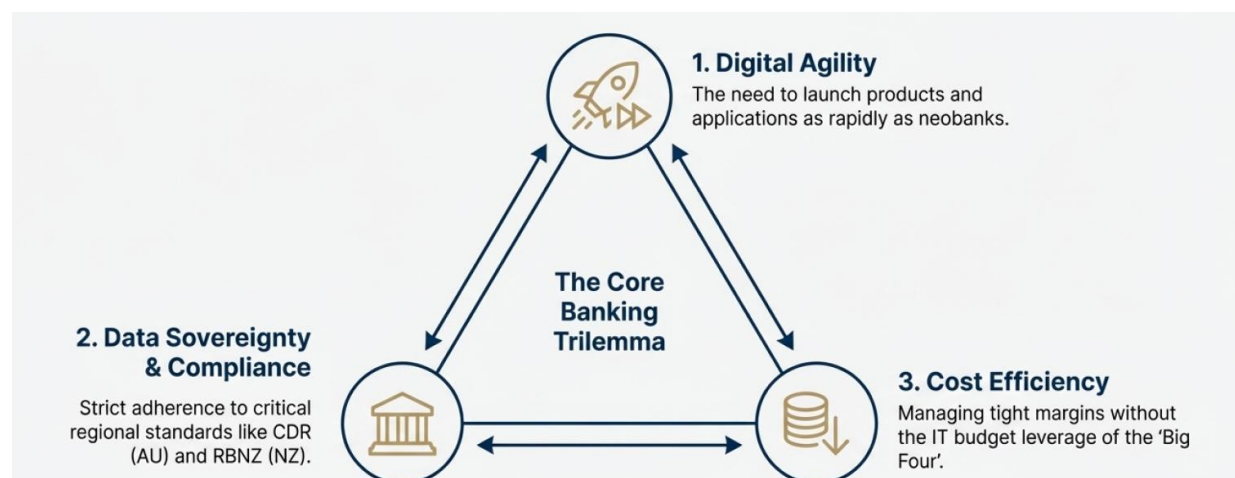 1. Digital Agility
The need to launch products and
applications as rapidly as neobanks.
The Core
Banking
Trilemma
2. Data Sovereignty
& Compliance
Strict adherence to critical
regional standards like CDR
(AU) and RBNZ (NZ).
3. Cost Efficiency
Managing tight margins without
the IT budget leverage of the ‘Big
Four’.